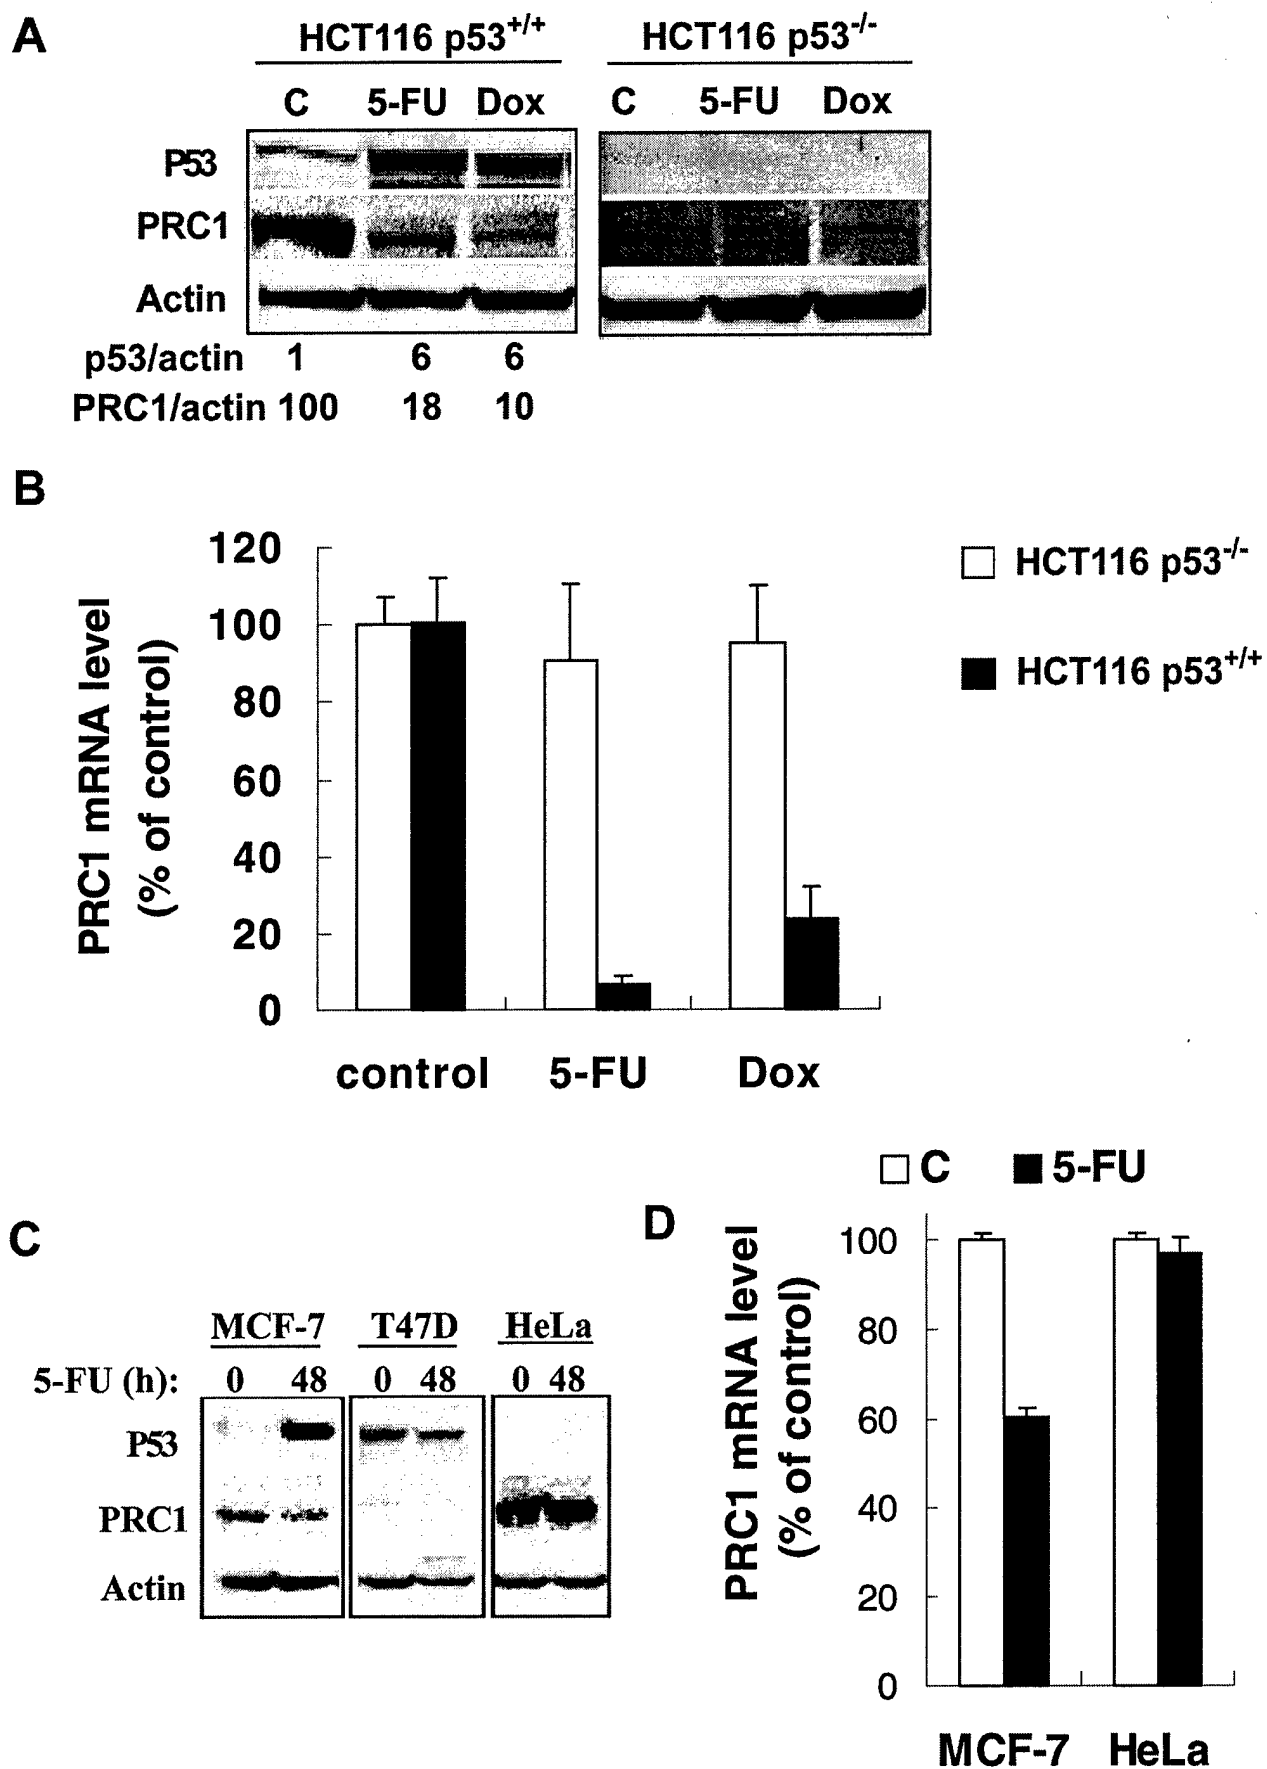 A
HCT116 p53+/+ HCT116 p53-/-
C 5-FU Dox C 5-FU Dox
P53
PRC1
Actin
p53/actin 1 6 6
PRC1/actin 100 18 10
B
PRC1 mRNA level
(% of control)
120
100
80
60
40
20
0
control 5-FU Dox
HCT116 p53-/-
HCT116 p53+/+
C
MCF-7 T47D HeLa
5-FU (h): 0 48 0 48 0 48
P53
PRC1
Actin
D
C 5-FU
PRC1 mRNA level
(% of control)
100
80
60
40
20
0
MCF-7 HeLa